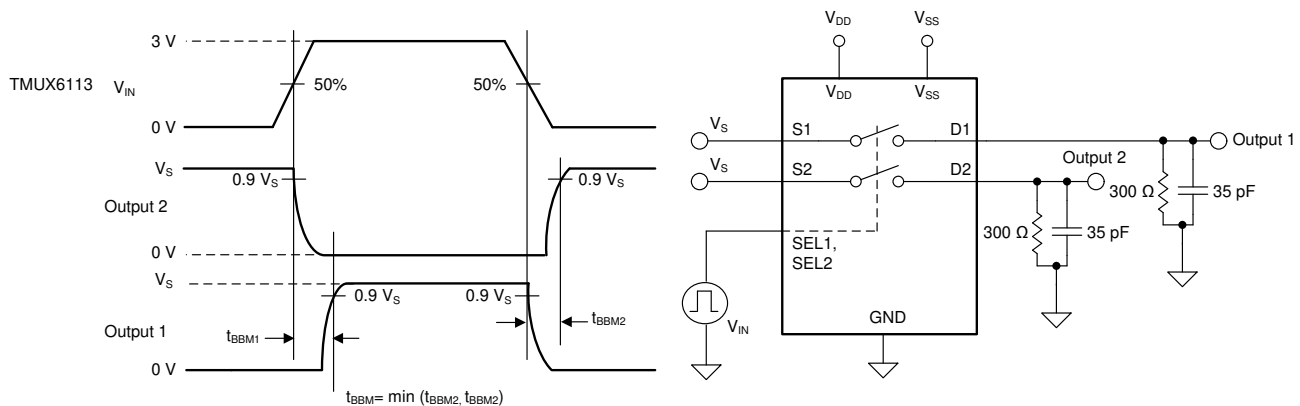 3 V
TMUX6113 V_IN
50% 50%
0 V
V_S
0.9 V_S 0.9 V_S
Output 2
0 V
V_S
0.9 V_S 0.9 V_S
Output 1
t_BBM1
t_BBM2
0 V
t_BBM= min (t_BBM2, t_BBM2)
V_DD V_SS
V_DD V_SS
V_S S1 D1 Output 1
V_S S2 D2 Output 2
300 Ω 35 pF
300 Ω 35 pF
SEL1,
SEL2
V_IN
GND